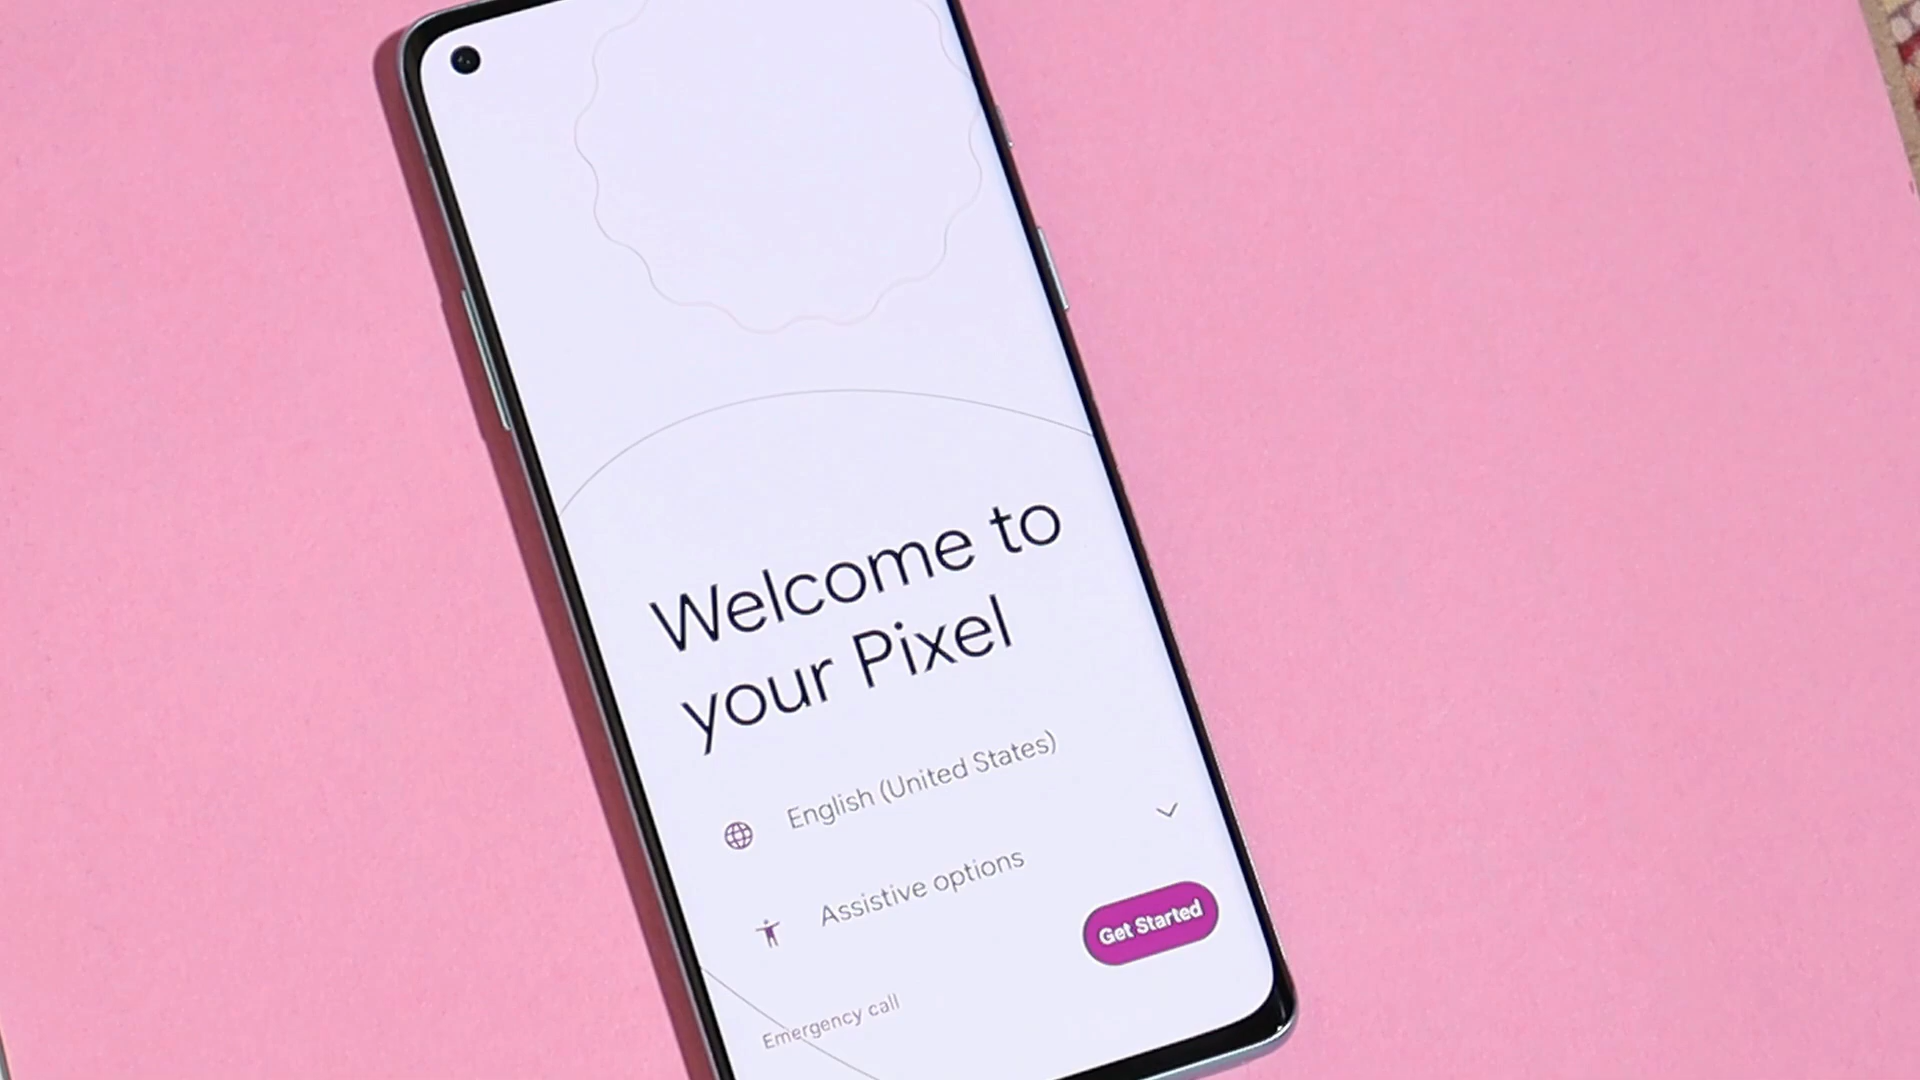 Welcome to
your Pixel
English (United States)
Assistive options
Get Started
Emergency call